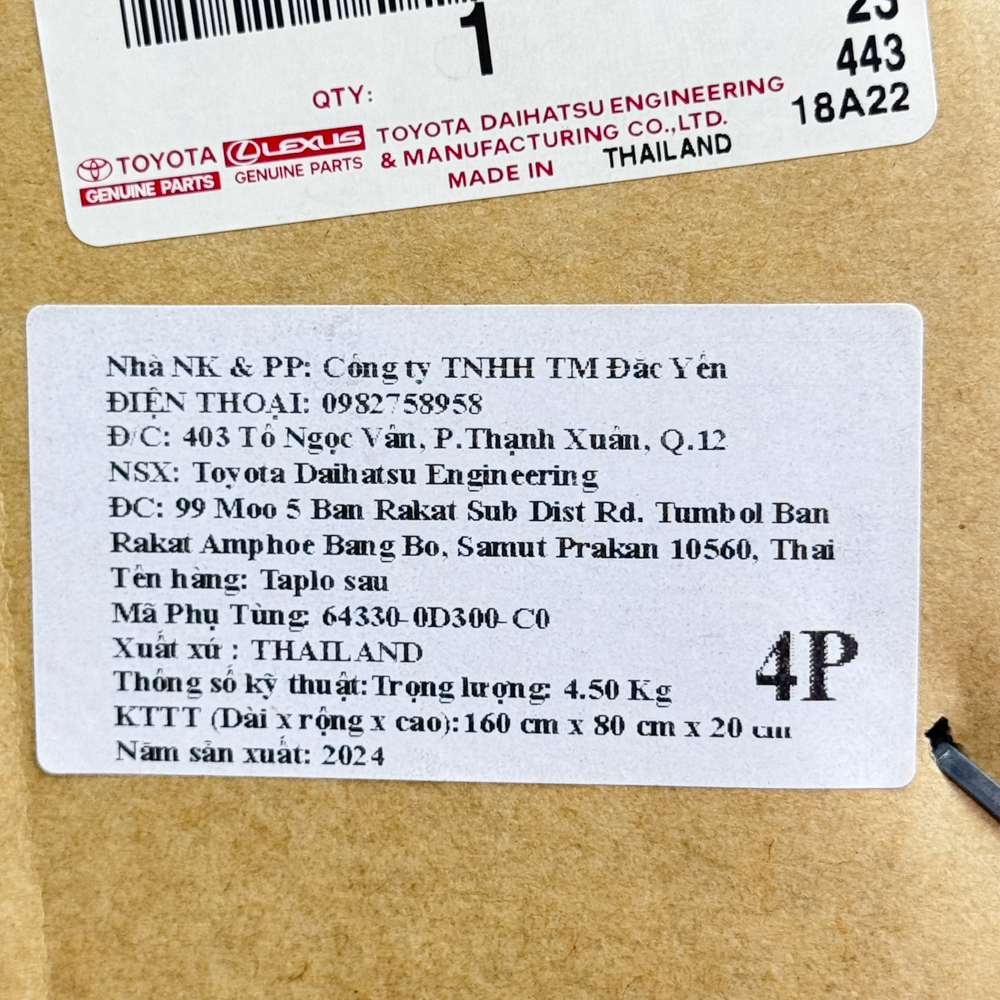 1
443
QTY:
18A22
TOYOTA
GENUINE PARTS
LEXUS
GENUINE PARTS
TOYOTA DAIHATSU ENGINEERING
& MANUFACTURING CO.,LTD.
MADE IN THAILAND
Nhà NK & PP: Công ty TNHH TM Đăc Yến
ĐIỆN THOẠI: 0982758958
Đ/C: 403 Tô Ngọc Vân, P.Thạnh Xuân, Q.12
NSX: Toyota Daihatsu Engineering
ĐC: 99 Moo 5 Ban Rakat Sub Dist Rd. Tumbol Ban
Rakat Amphoe Bang Bo, Samut Prakan 10560, Thai
Tên hàng: Taplo sau
Mã Phụ Tùng: 64330-0D300-C0
Xuất xứ : THAILAND
Thông số kỹ thuật: Trọng lượng: 4.50 Kg
KTTT (Dài x rộng x cao): 160 cm x 80 cm x 20 cm
Năm sản xuất: 2024
4P